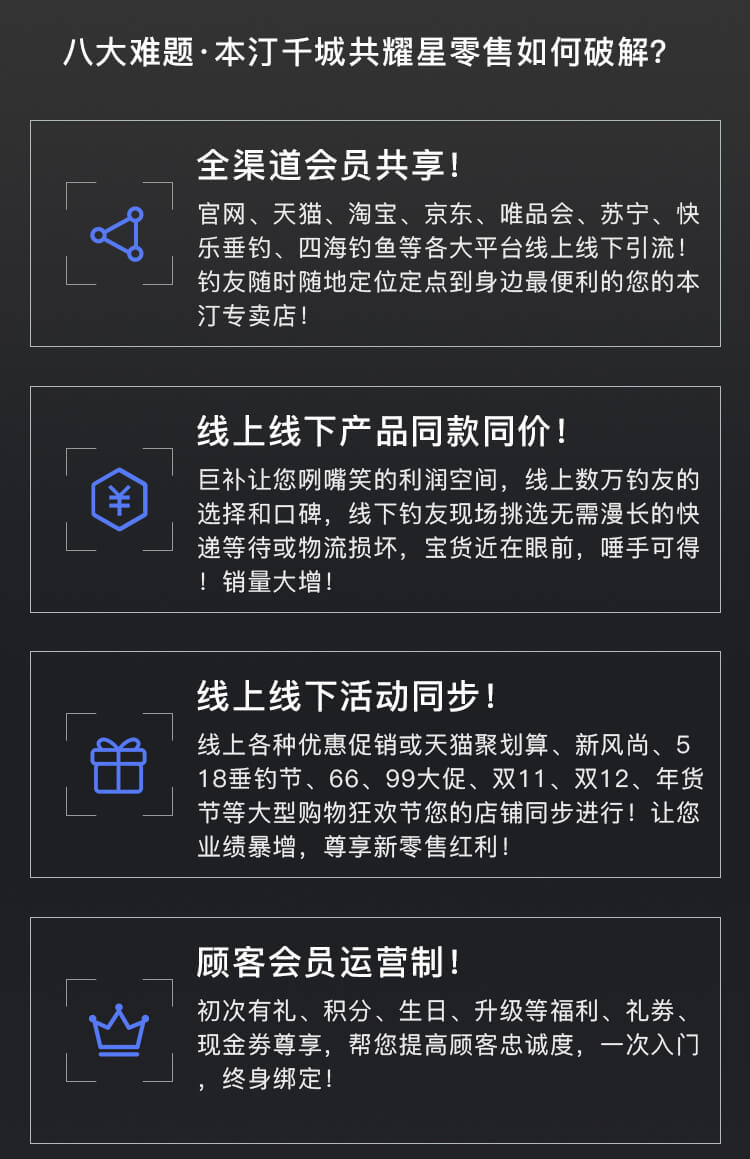 八大难题·本汀千城共耀星零售如何破解？
全渠道会员共享！
官网、天猫、淘宝、京东、唯品会、苏宁、快
乐垂钓、四海钓鱼等各大平台线上线下引流！
钓友随时随地定位定点到身边最便利的您的本
汀专卖店！
线上线下产品同款同价！
巨补让您咧嘴笑的利润空间，线上数万钓友的
选择和口碑，线下钓友现场挑选无需漫长的快
递等待或物流损坏，宝货近在眼前，唾手可得
！销量大增！
线上线下活动同步！
线上各种优惠促销或天猫聚划算、新风尚、5
18垂钓节、66、99大促、双11、双12、年货
节等大型购物狂欢节您的店铺同步进行！让您
业绩暴增，尊享新零售红利！
顾客会员运营制！
初次有礼、积分、生日、升级等福利、礼券、
现金劵尊享，帮您提高顾客忠诚度，一次入门
，终身绑定！